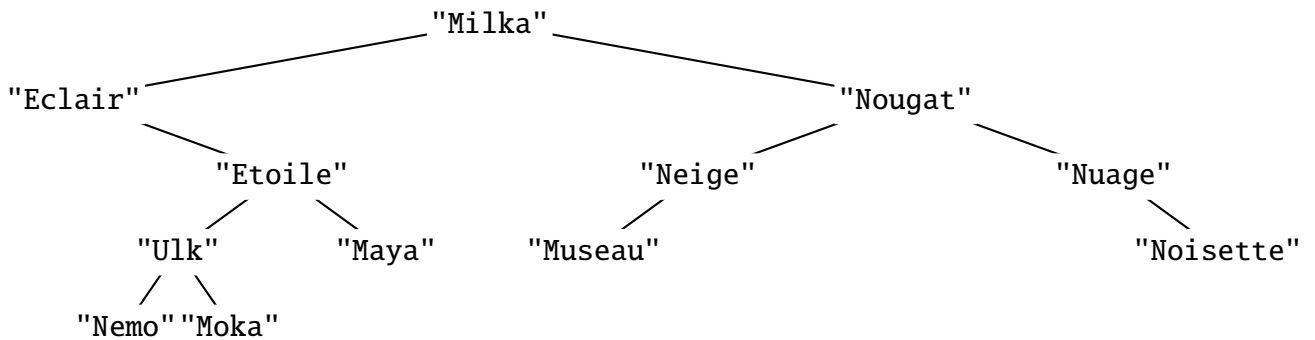 "Milka"
"Eclair" "Nougat"
"Etoile" "Neige" "Nuage"
"Ulk" "Maya" "Museau" "Noisette"
"Nemo" "Moka"